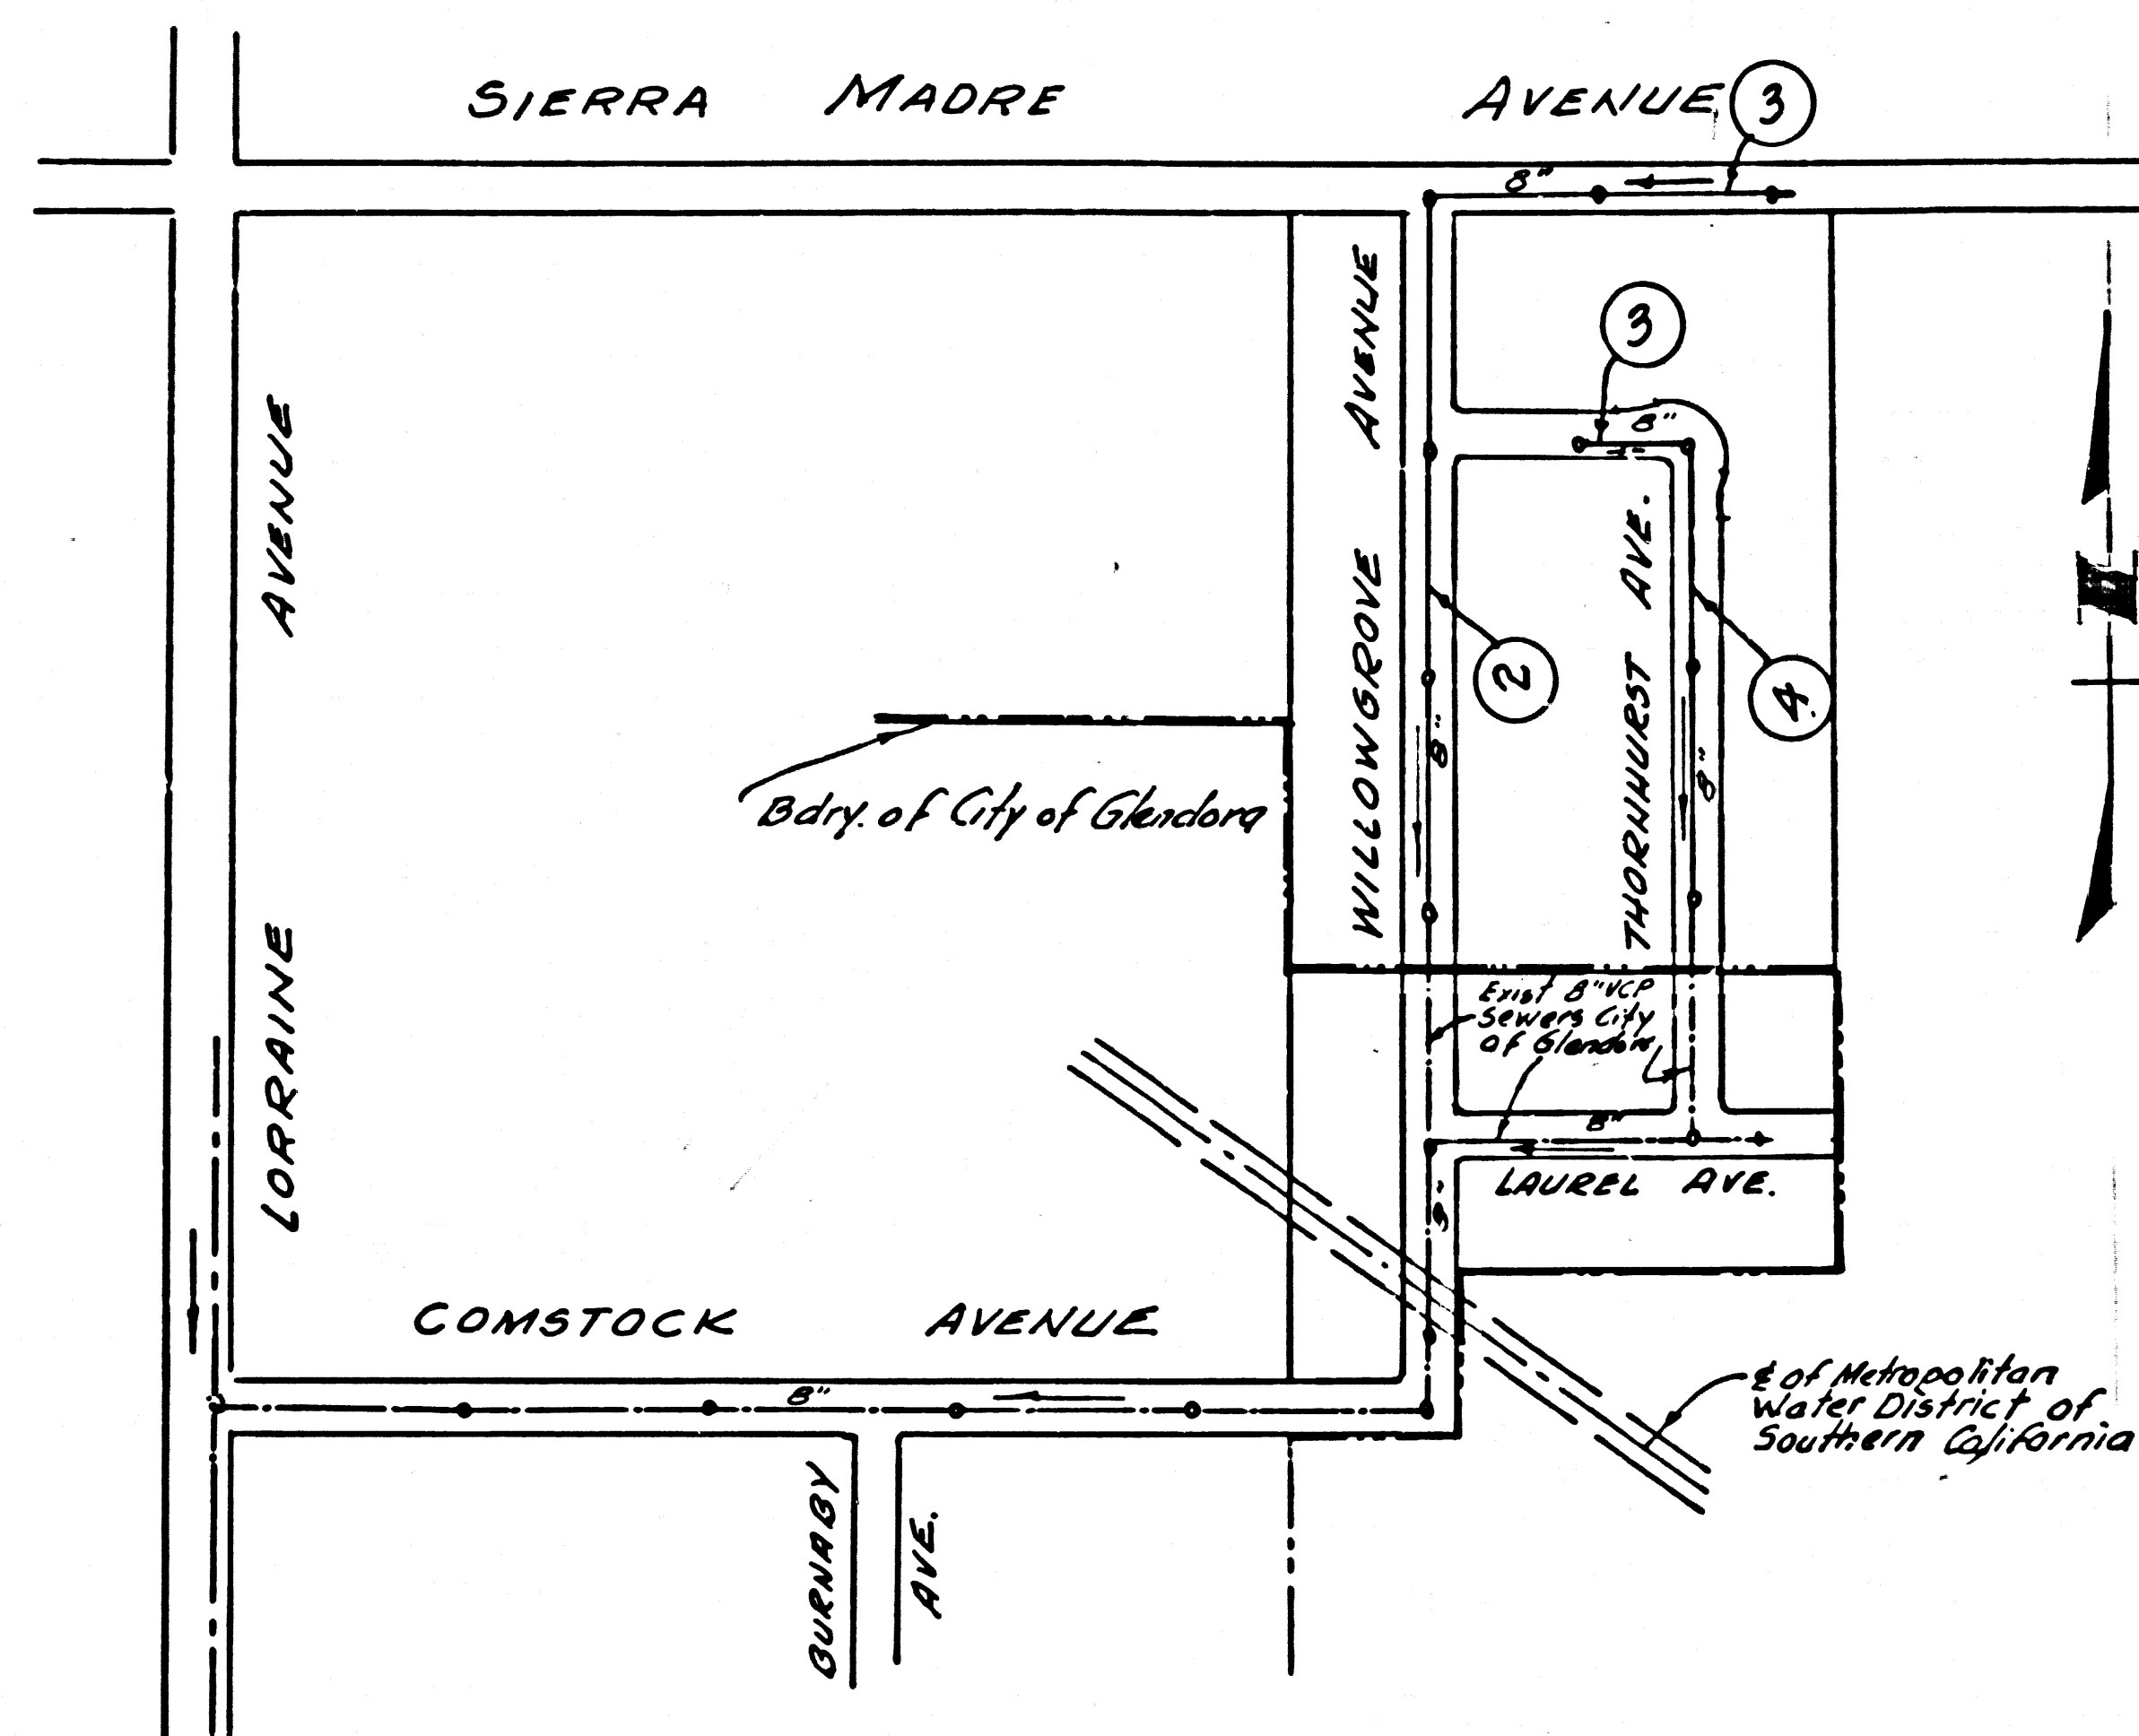 SIERRA MADRE AVENUE 3
8"
3
8"
WILLOWGROVE AVENUE
THORNHURST AVE.
LORRAINE AVENUE
2
4
8"
8"
Bdry. of City of Glendora
Exist 8" VCP
Sewers City
of Glendora
8"
LAUREL AVE.
N
COMSTOCK AVENUE
8"
℄ of Metropolitan
Water District of
Southern California
BURNABY AVE.